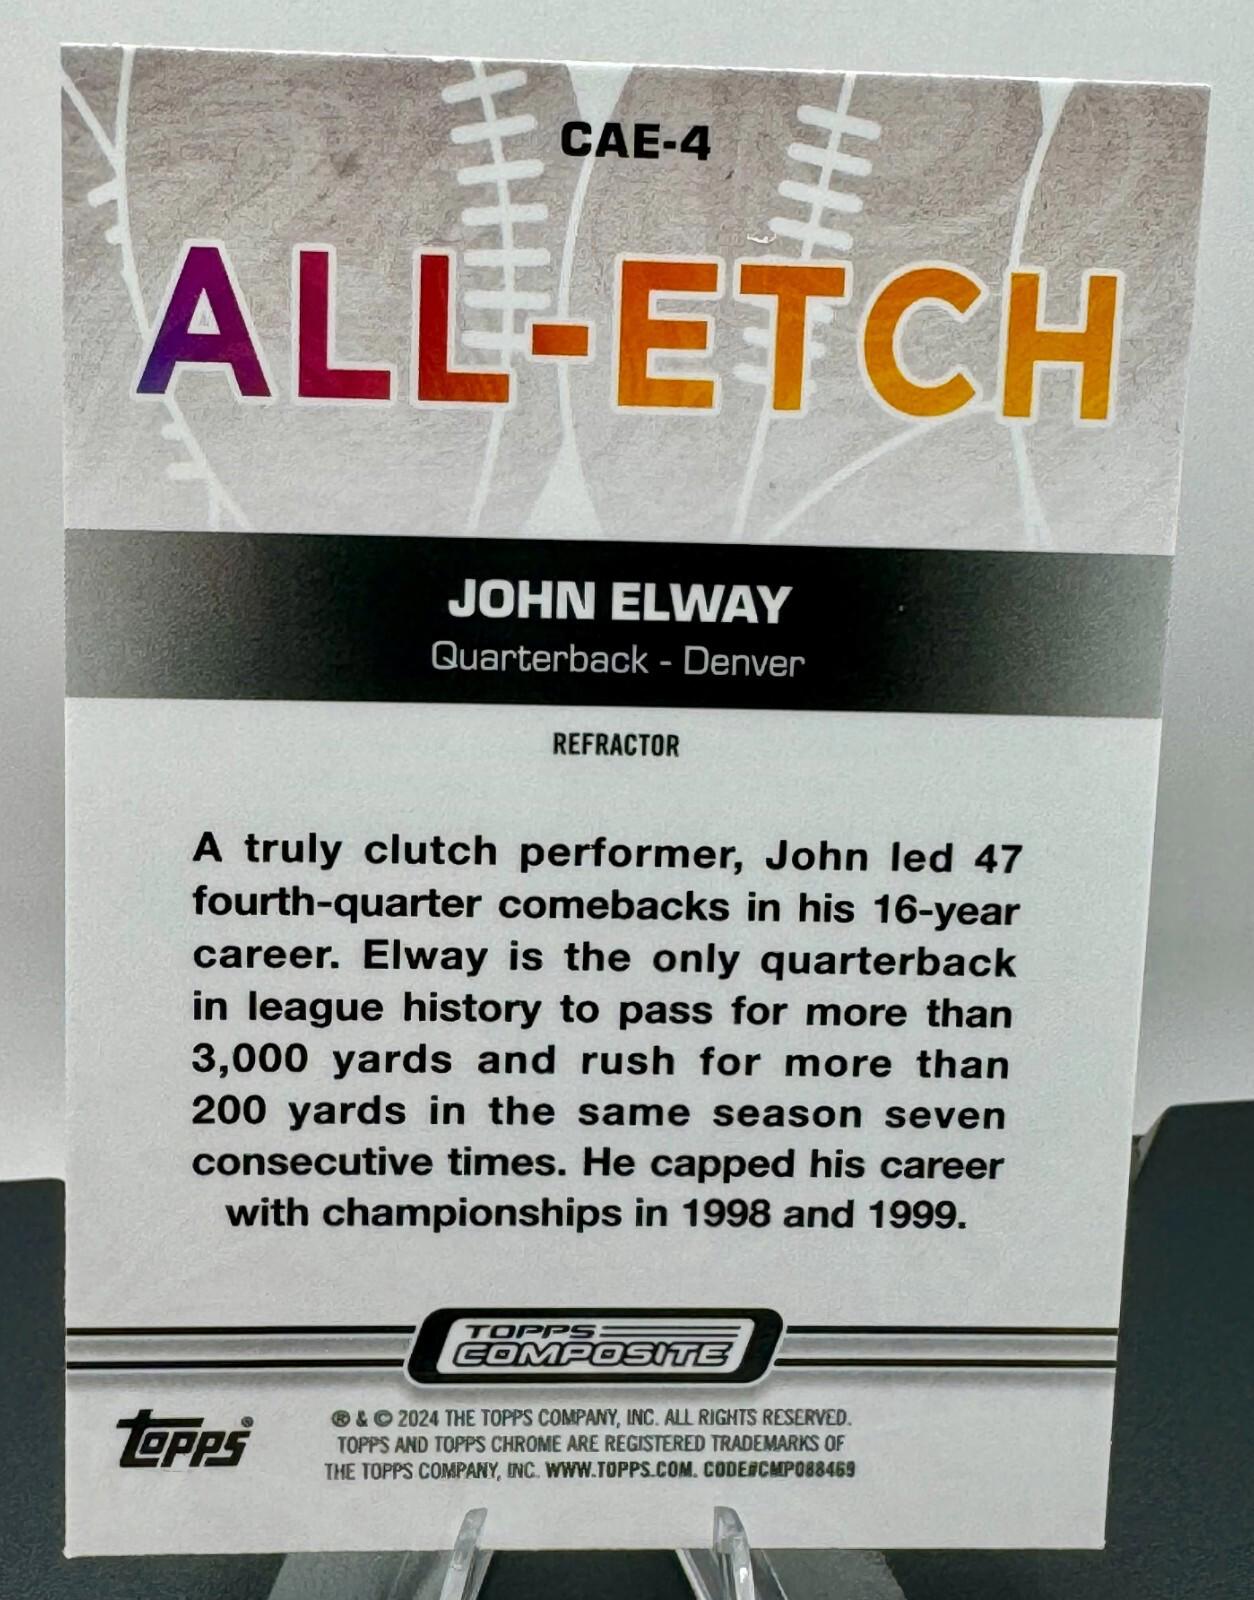 CAE-4
ALL-ETCH
JOHN ELWAY
Quarterback - Denver
REFRACTOR
A truly clutch performer, John led 47
fourth-quarter comebacks in his 16-year
career. Elway is the only quarterback
in league history to pass for more than
3,000 yards and rush for more than
200 yards in the same season seven
consecutive times. He capped his career
with championships in 1998 and 1999.
TOPPS
COMPOSITE
topps®
® & © 2024 THE TOPPS COMPANY, INC. ALL RIGHTS RESERVED.
TOPPS AND TOPPS CHROME ARE REGISTERED TRADEMARKS OF
THE TOPPS COMPANY, INC. WWW.TOPPS.COM. CODE#CMP088469